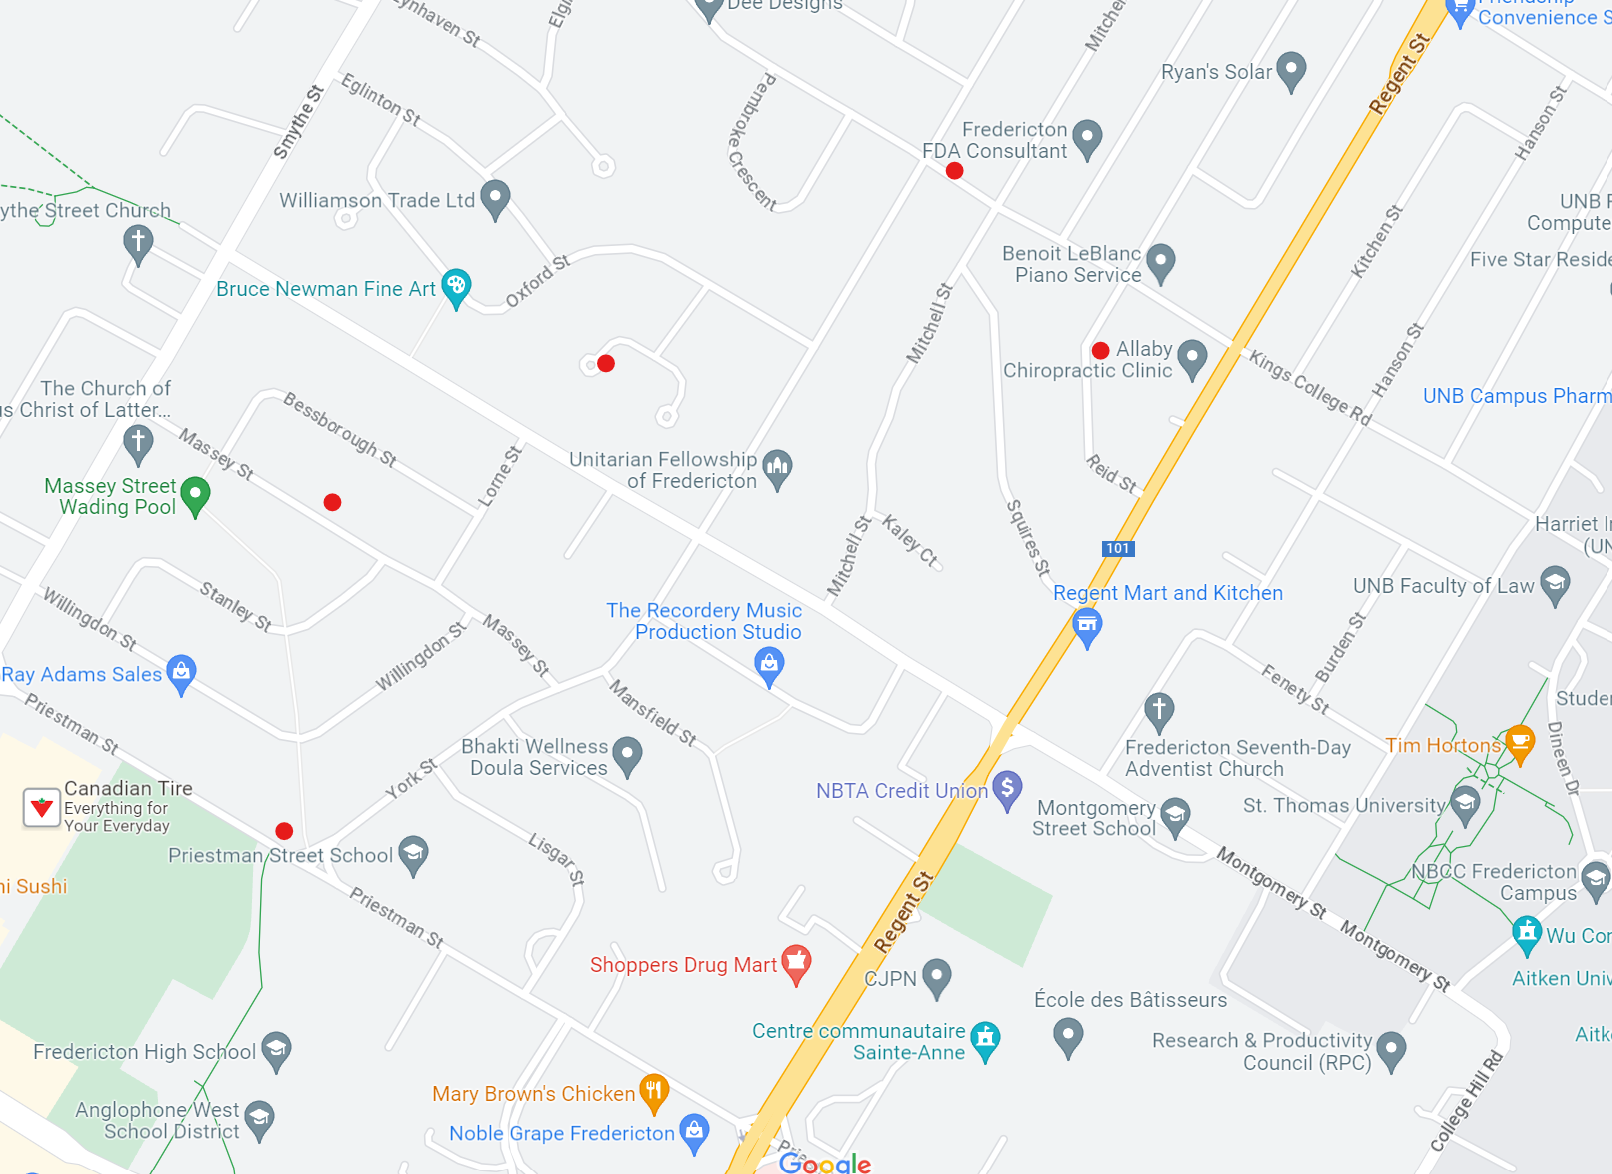 Dee Designs
Friendship
Convenience S
Lynhaven St
Elgi
Mitchel
Regent St
Ryan's Solar
Smythe St
Eglinton St
Pembroke Crescent
Hanson St
Fredericton
FDA Consultant
Williamson Trade Ltd
ythe Street Church
UNB F
Compute
Kitchen St
Five Star Reside
Benoit LeBlanc
Piano Service
Bruce Newman Fine Art
Oxford St
Mitchell St
Allaby
Chiropractic Clinic
Kings College Rd
Hanson St
UNB Campus Pharm
The Church of
us Christ of Latter...
Bessborough St
Massey St
Lorne St
Unitarian Fellowship
of Fredericton
Reid St
Massey Street
Wading Pool
Squires St
Kaley Ct
Mitchell St
101
Harriet I
(UN
Regent Mart and Kitchen
UNB Faculty of Law
Stanley St
Willingdon St
The Recordery Music
Production Studio
Massey St
Willingdon St
Burden St
Fenety St
Ray Adams Sales
Priestman St
Mansfield St
Studen
Dineen Dr
Fredericton Seventh-Day
Adventist Church
Tim Hortons
Bhakti Wellness
Doula Services
York St
NBTA Credit Union
Canadian Tire
Everything for
Your Everyday
Montgomery
Street School
St. Thomas University
Priestman Street School
Lisgar St
Montgomery St
NBCC Fredericton
Campus
ni Sushi
Priestman St
Regent St
Montgomery St
Wu Con
Shoppers Drug Mart
CJPN
Aitken Univ
École des Bâtisseurs
Centre communautaire
Sainte-Anne
Research & Productivity
Council (RPC)
Aitk
Fredericton High School
College Hill Rd
Mary Brown's Chicken
Anglophone West
School District
Noble Grape Fredericton
Pries
Google